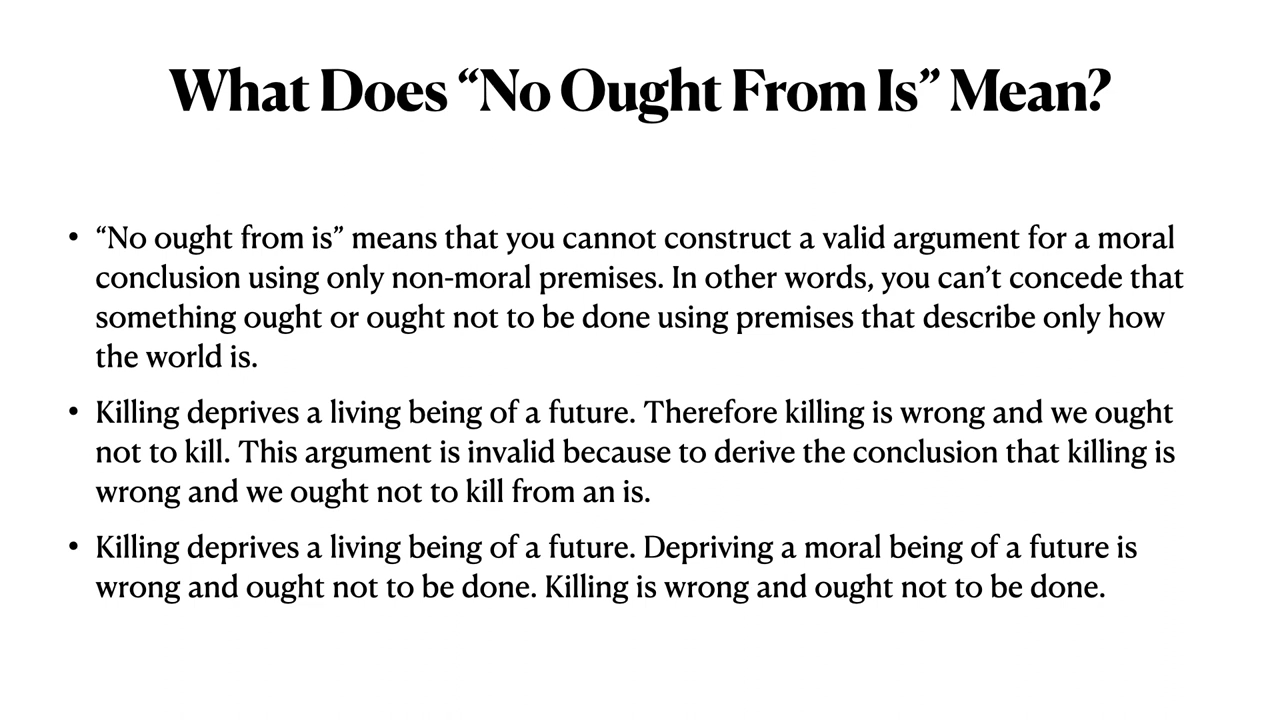 What Does “No Ought From Is” Mean?
• “No ought from is” means that you cannot construct a valid argument for a moral
conclusion using only non-moral premises. In other words, you can’t concede that
something ought or ought not to be done using premises that describe only how
the world is.
• Killing deprives a living being of a future. Therefore killing is wrong and we ought
not to kill. This argument is invalid because to derive the conclusion that killing is
wrong and we ought not to kill from an is.
• Killing deprives a living being of a future. Depriving a moral being of a future is
wrong and ought not to be done. Killing is wrong and ought not to be done.